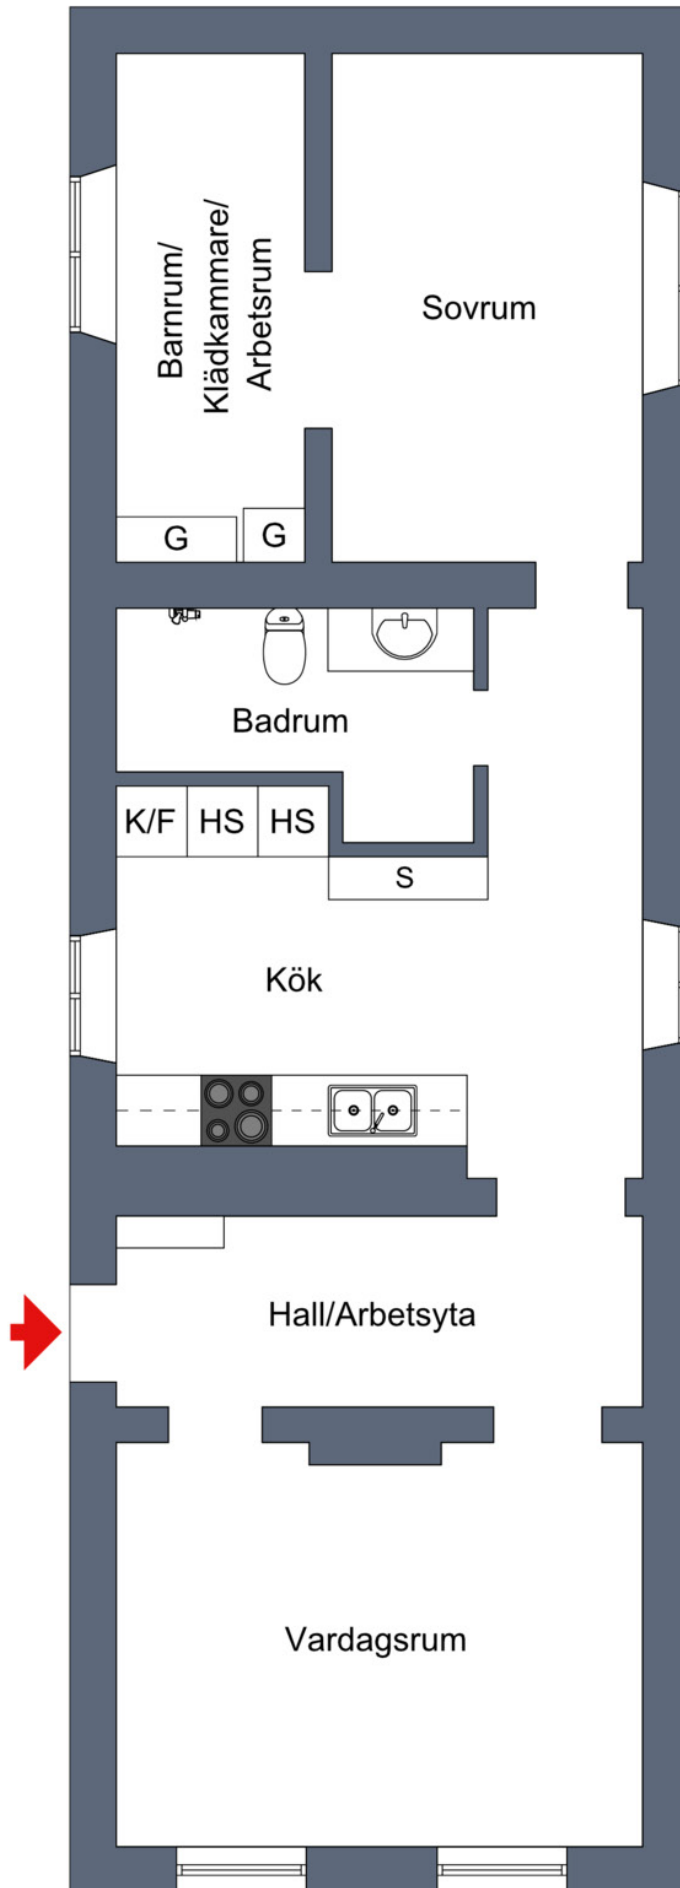 Barnrum/
Klädkammare/
Arbetsrum
Sovrum
G
G
Badrum
K/F
HS
HS
S
Kök
Hall/Arbetsyta
Vardagsrum